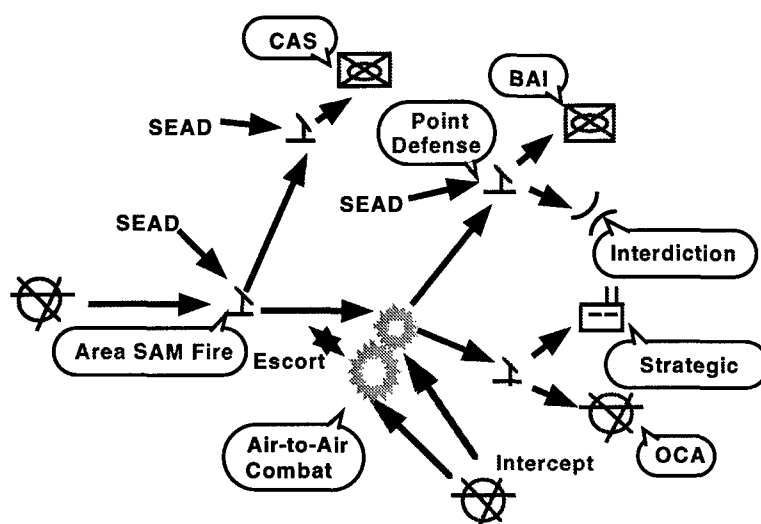 CAS
BAI
SEAD
Point
Defense
SEAD
SEAD
Interdiction
Area SAM Fire
Escort
Strategic
Air-to-Air
Combat
Intercept
OCA